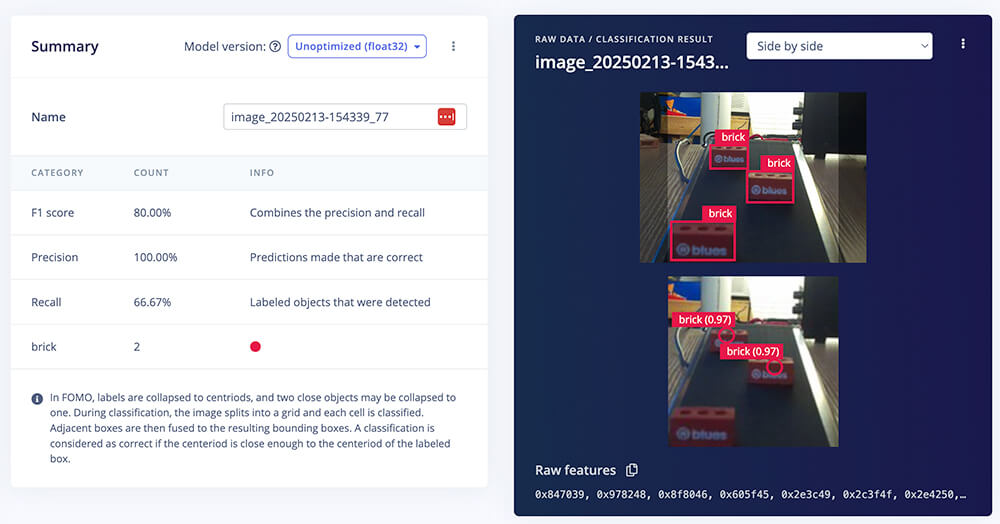 Summary
Model version:
Unoptimized (float32)
Name
image_20250213-154339_77
CATEGORY COUNT INFO
F1 score 80.00% Combines the precision and recall
Precision 100.00% Predictions made that are correct
Recall 66.67% Labeled objects that were detected
brick 2
In FOMO, labels are collapsed to centriods, and two close objects may be collapsed to
one. During classification, the image splits into a grid and each cell is classified.
Adjacent boxes are then fused to the resulting bounding boxes. A classification is
considered as correct if the centeriod is close enough to the centeriod of the labeled
box.
RAW DATA / CLASSIFICATION RESULT
image_20250213-1543...
Side by side
brick
blues
brick
blues
brick
blues
brick (0.97)
brick (0.97)
blues
blues
Raw features
0x847039, 0x978248, 0x8f8046, 0x605f45, 0x2e3c49, 0x2c3f4f, 0x2e4250,…